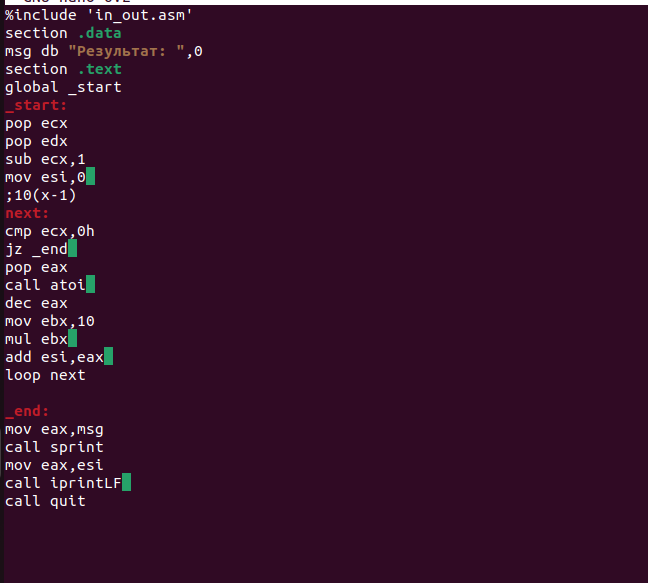 %include 'in_out.asm'
section .data
msg db "Результат: ",0
section .text
global _start
_start:
pop ecx
pop edx
sub ecx,1
mov esi,0
;10(x-1)
next:
cmp ecx,0h
jz _end
pop eax
call atoi
dec eax
mov ebx,10
mul ebx
add esi,eax
loop next

_end:
mov eax,msg
call sprint
mov eax,esi
call iprintLF
call quit